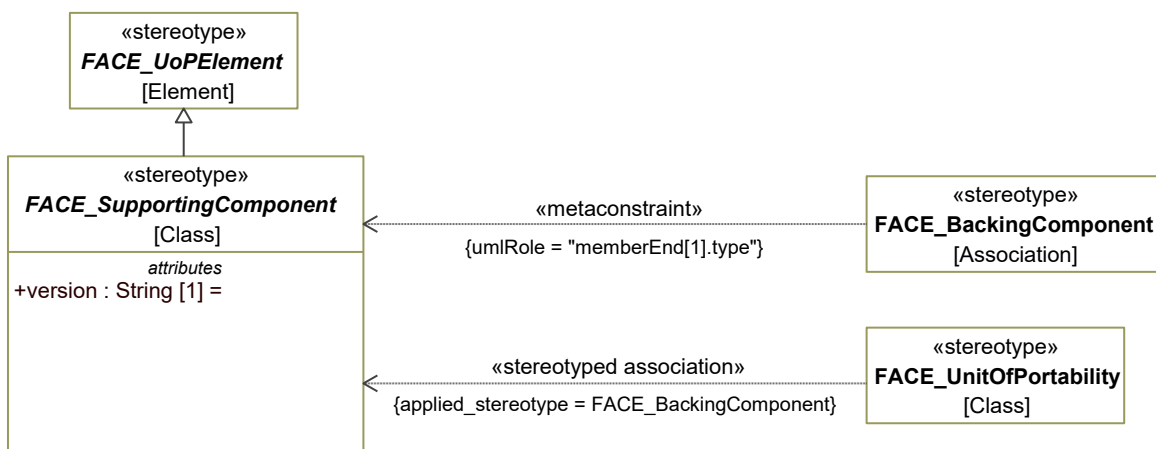 «stereotype»
FACE_UoPElement
[Element]
«stereotype»
FACE_SupportingComponent
[Class]
attributes
+version : String [1] =
«metaconstraint»
{umlRole = "memberEnd[1].type"}
«stereotype»
FACE_BackingComponent
[Association]
«stereotyped association»
{applied_stereotype = FACE_BackingComponent}
«stereotype»
FACE_UnitOfPortability
[Class]